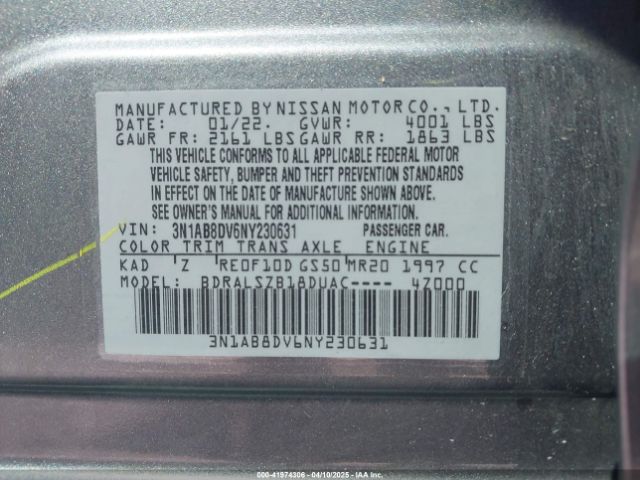 MANUFACTURED BY NISSAN MOTOR CO., LTD.
DATE: 01/22. GVWR: 4001 LBS
GAWR FR: 2161 LBS GAWR RR: 1863 LBS
THIS VEHICLE CONFORMS TO ALL APPLICABLE FEDERAL MOTOR
VEHICLE SAFETY, BUMPER AND THEFT PREVENTION STANDARDS
IN EFFECT ON THE DATE OF MANUFACTURE SHOWN ABOVE.
SEE OWNER'S MANUAL FOR ADDITIONAL INFORMATION.
VIN: 3N1AB8DV6NY230631 PASSENGER CAR.
COLOR TRIM TRANS AXLE ENGINE
KAD Z RE0F10D GS50 MR20 1997 CC
MODEL: BDRALSZB18DUAC---- 4Z000
3N1AB8DV6NY230631
000-41974306 - 04/10/2025 - IAA Inc.